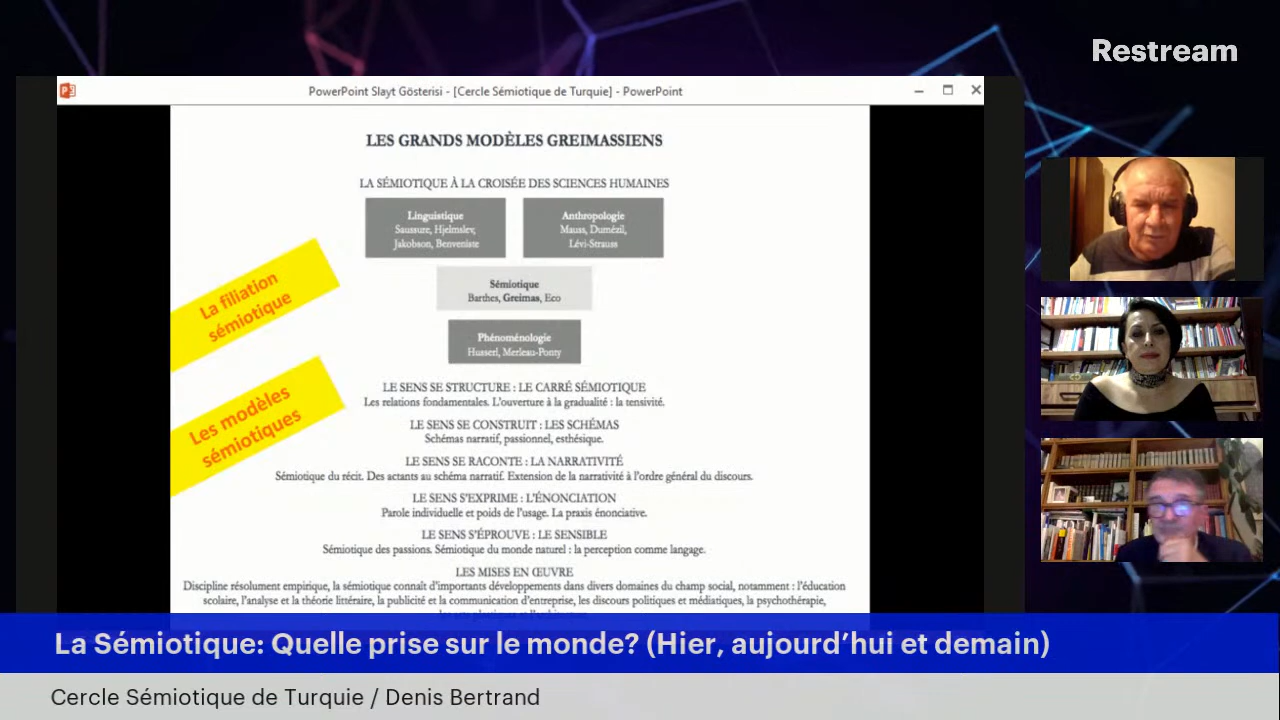 Restream
PowerPoint Slayt Gösterisi - [Cercle Sémiotique de Turquie] - PowerPoint
LES GRANDS MODÈLES GREIMASSIENS
LA SÉMIOTIQUE À LA CROISÉE DES SCIENCES HUMAINES
Linguistique
Saussure, Hjelmslev,
Jakobson, Benveniste
Anthropologie
Mauss, Dumézil,
Lévi-Strauss
Sémiotique
Barthes, Greimas, Eco
Phénoménologie
Husserl, Merleau-Ponty
La filiation
sémiotique
Les modèles
sémiotiques
LE SENS SE STRUCTURE : LE CARRÉ SÉMIOTIQUE
Les relations fondamentales. L'ouverture à la gradualité : la tensivité.
LE SENS SE CONSTRUIT : LES SCHÉMAS
Schémas narratif, passionnel, esthésique.
LE SENS SE RACONTE : LA NARRATIVITÉ
Sémiotique du récit. Des actants au schéma narratif. Extension de la narrativité à l'ordre général du discours.
LE SENS S'EXPRIME : L'ÉNONCIATION
Parole individuelle et poids de l'usage. La praxis énonciative.
LE SENS S'ÉPROUVE : LE SENSIBLE
Sémiotique des passions. Sémiotique du monde naturel : la perception comme langage.
LES MISES EN ŒUVRE
Discipline résolument empirique, la sémiotique connaît d'importants développements dans divers domaines du champ social, notamment : l'éducation
scolaire, l'analyse et la théorie littéraire, la publicité et la communication d'entreprise, les discours politiques et médiatiques, la psychothérapie,
La Sémiotique: Quelle prise sur le monde? (Hier, aujourd'hui et demain)
Cercle Sémiotique de Turquie / Denis Bertrand